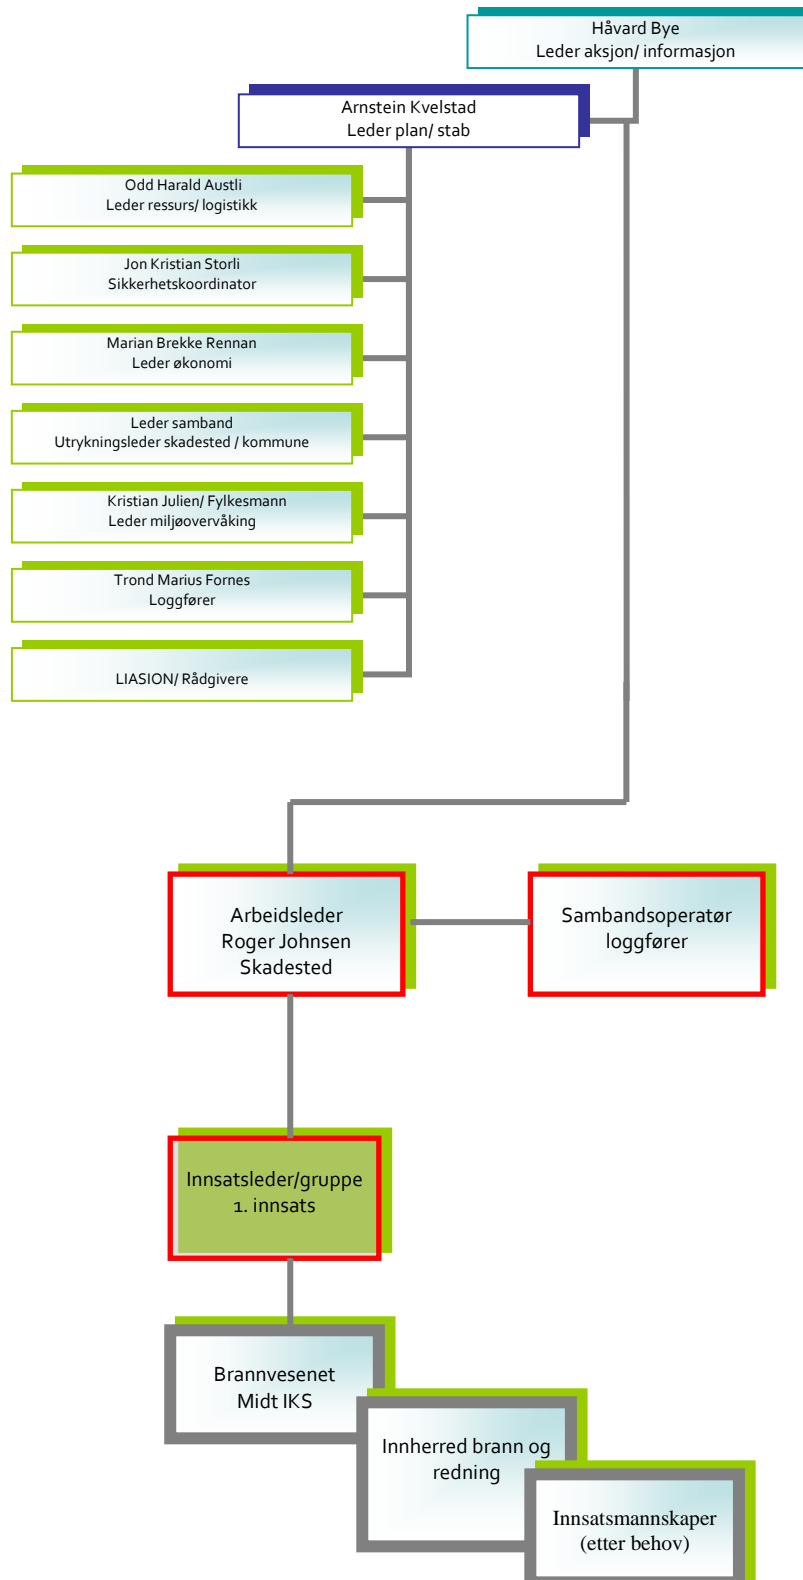 Håvard Bye
Leder aksjon/ informasjon
Arnstein Kvelstad
Leder plan/ stab
Odd Harald Austli
Leder ressurs/ logistikk
Jon Kristian Storli
Sikkerhetskoordinator
Marian Brekke Rennan
Leder økonomi
Leder samband
Utrykningsleder skadested / kommune
Kristian Julien/ Fylkesmann
Leder miljøovervåking
Trond Marius Fornes
Loggfører
LIASION/ Rådgivere
Arbeidsleder
Roger Johnsen
Skadested
Sambandsoperatør
loggfører
Innsatsleder/gruppe
1. innsats
Brannvesenet
Midt IKS
Innherred brann og
redning
Innsatsmannskaper
(etter behov)